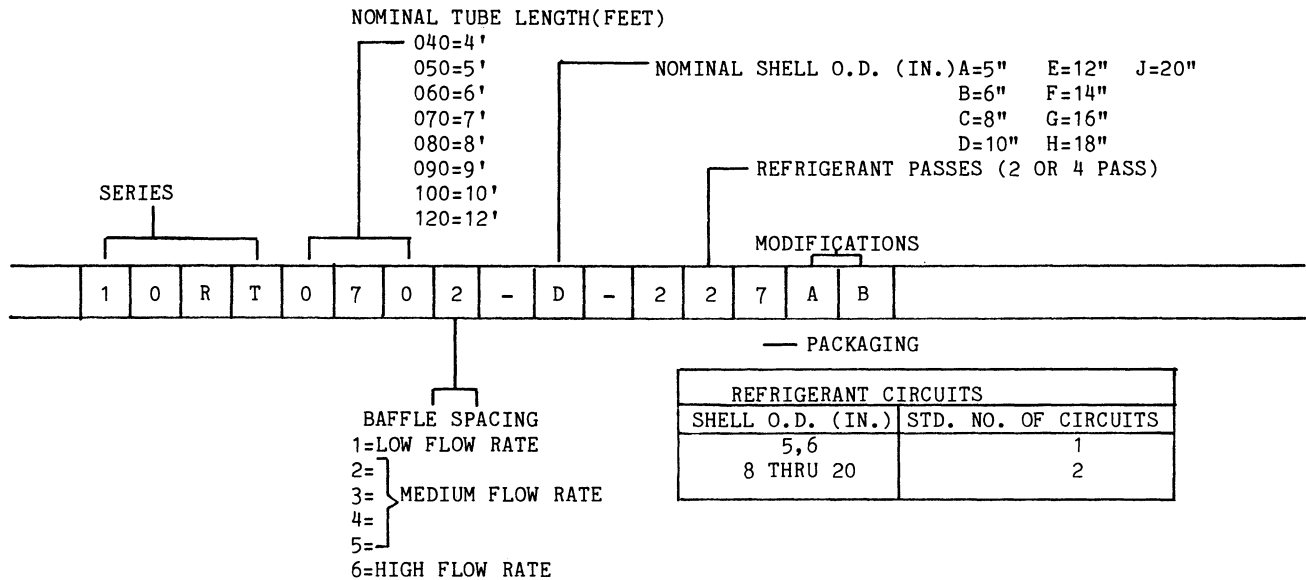 NOMINAL TUBE LENGTH(FEET)
040=4'
050=5'
060=6'
070=7'
080=8'
090=9'
100=10'
120=12'
NOMINAL SHELL O.D. (IN.) A=5" E=12" J=20"
B=6" F=14"
C=8" G=16"
D=10" H=18"
REFRIGERANT PASSES (2 OR 4 PASS)
SERIES
MODIFICATIONS
1 0 R T 0 7 0 2 - D - 2 2 7 A B
PACKAGING
BAFFLE SPACING
1=LOW FLOW RATE
2=
3= MEDIUM FLOW RATE
4=
5=
6=HIGH FLOW RATE
REFRIGERANT CIRCUITS
SHELL O.D. (IN.) STD. NO. OF CIRCUITS
5,6 1
8 THRU 20 2